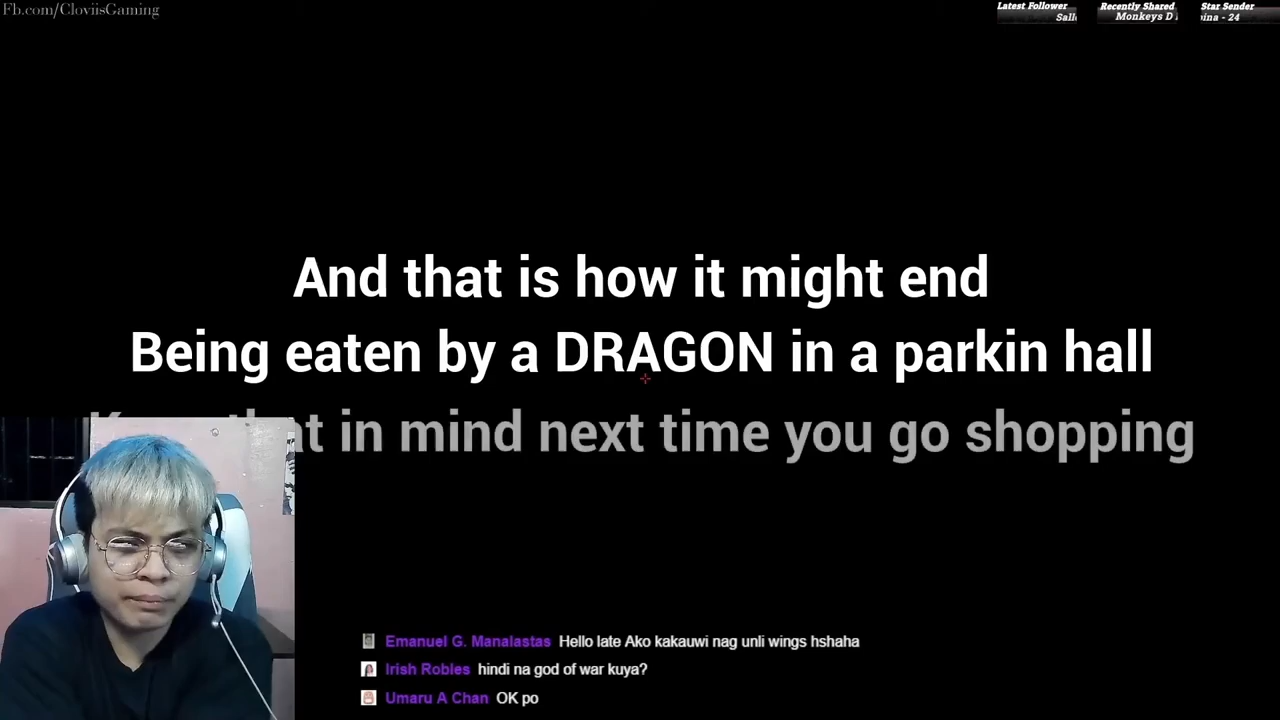 Fb.com/CloviisGaming
Latest Follower
Recently Shared
Star Sender
Monkeys D
- 24
And that is how it might end
Being eaten by a DRAGON in a parkin hall
in mind next time you go shopping
Emanuel G. Manalastas Hello late Ako kakauwi nag unli wings hshaha
Irish Robles hindi na god of war kuya?
Umaru A Chan OK po